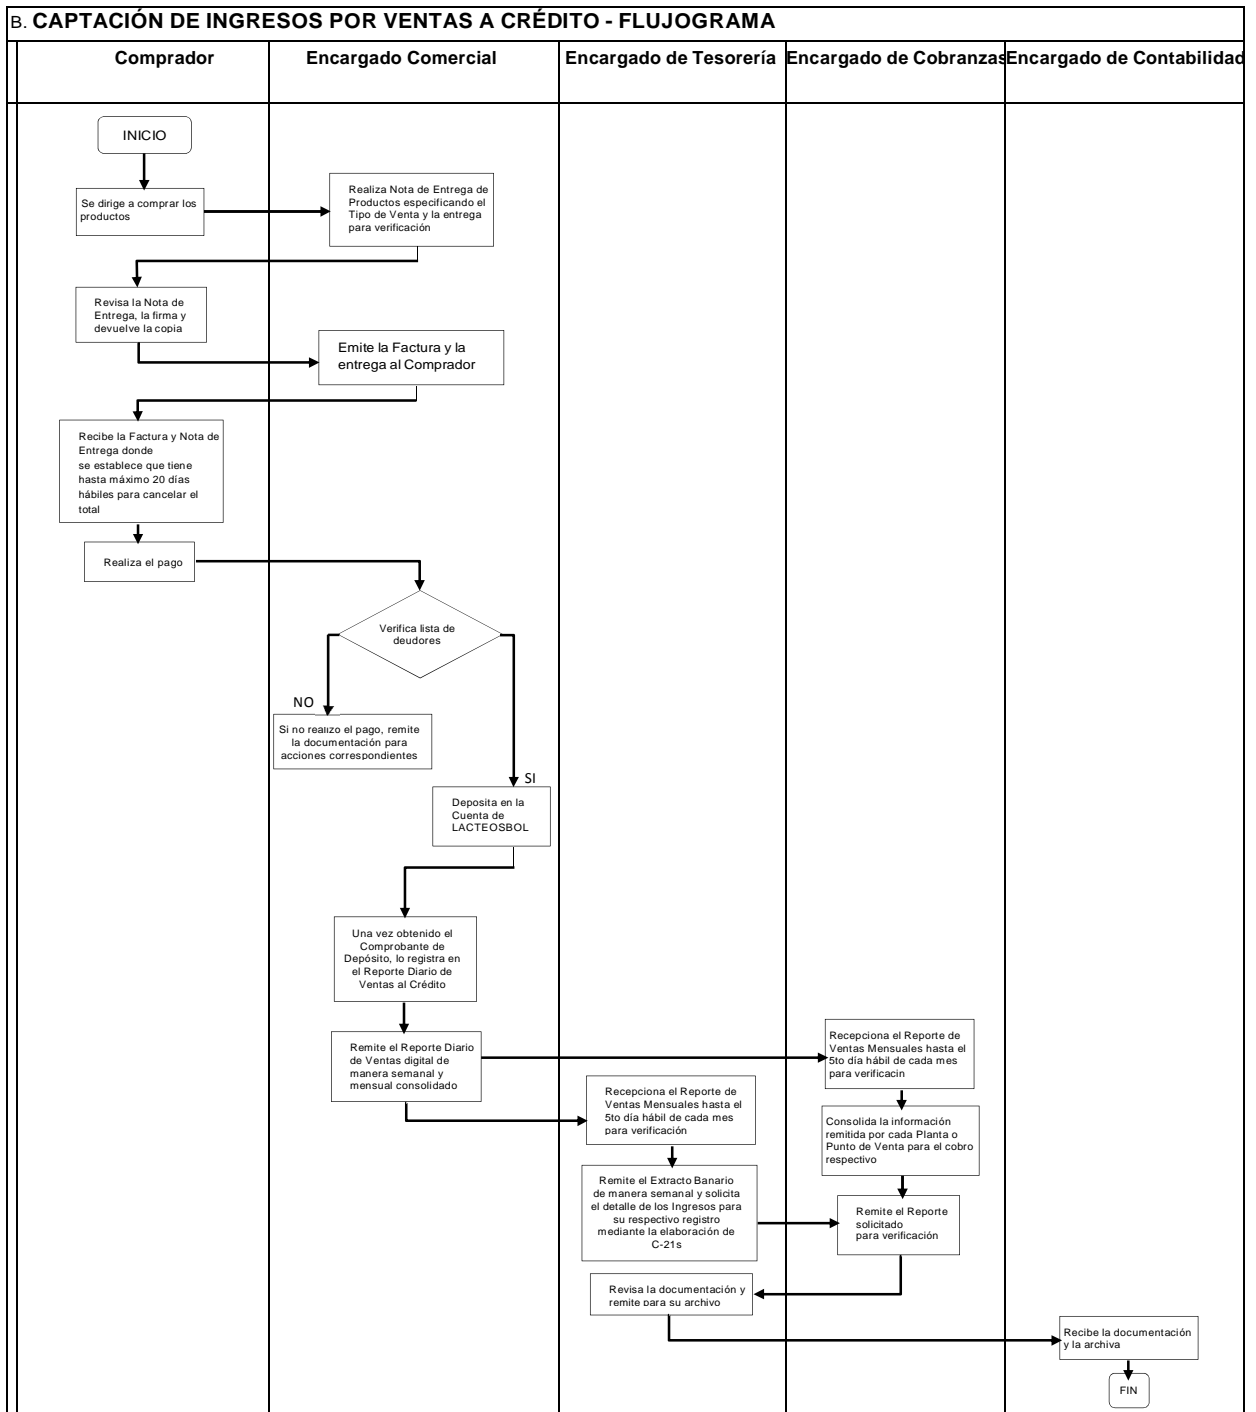 B. CAPTACIÓN DE INGRESOS POR VENTAS A CRÉDITO - FLUJOGRAMA
Comprador
Encargado Comercial
Encargado de Tesorería
Encargado de Cobranzas
Encargado de Contabilidad
INICIO
Se dirige a comprar los
productos
Realiza Nota de Entrega de
Productos especificando el
Tipo de Venta y la entrega
para verificación
Revisa la Nota de
Entrega, la firma y
devuelve la copia
Emite la Factura y la
entrega al Comprador
Recibe la Factura y Nota de
Entrega donde
se establece que tiene
hasta máximo 20 días
hábiles para cancelar el
total
Realiza el pago
Verifica lista de
deudores
NO
Si no realizo el pago, remite
la documentación para
acciones correspondientes
SI
Deposita en la
Cuenta de
LACTEOSBOL
Una vez obtenido el
Comprobante de
Depósito, lo registra en
el Reporte Diario de
Ventas al Crédito
Remite el Reporte Diario
de Ventas digital de
manera semanal y
mensual consolidado
Recepciona el Reporte de
Ventas Mensuales hasta el
5to día hábil de cada mes
para verificacin
Recepciona el Reporte de
Ventas Mensuales hasta el
5to día hábil de cada mes
para verificación
Consolida la información
remitida por cada Planta o
Punto de Venta para el cobro
respectivo
Remite el Extracto Banario
de manera semanal y solicita
el detalle de los Ingresos para
su respectivo registro
mediante la elaboración de
C-21s
Remite el Reporte
solicitado
para verificación
Revisa la documentación y
remite para su archivo
Recibe la documentación
y la archiva
FIN